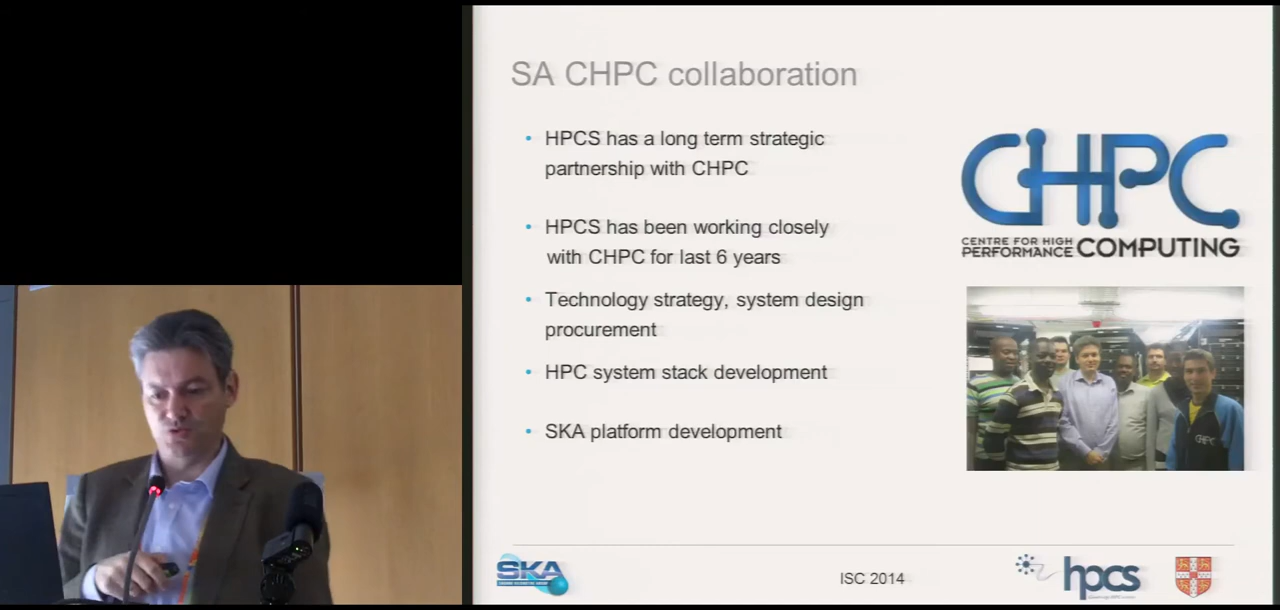 SA CHPC collaboration
• HPCS has a long term strategic
partnership with CHPC
• HPCS has been working closely
with CHPC for last 6 years
• Technology strategy, system design
procurement
• HPC system stack development
• SKA platform development
CHPC
CENTRE FOR HIGH
PERFORMANCE COMPUTING
CHPC
SKA
ISC 2014
hpcs